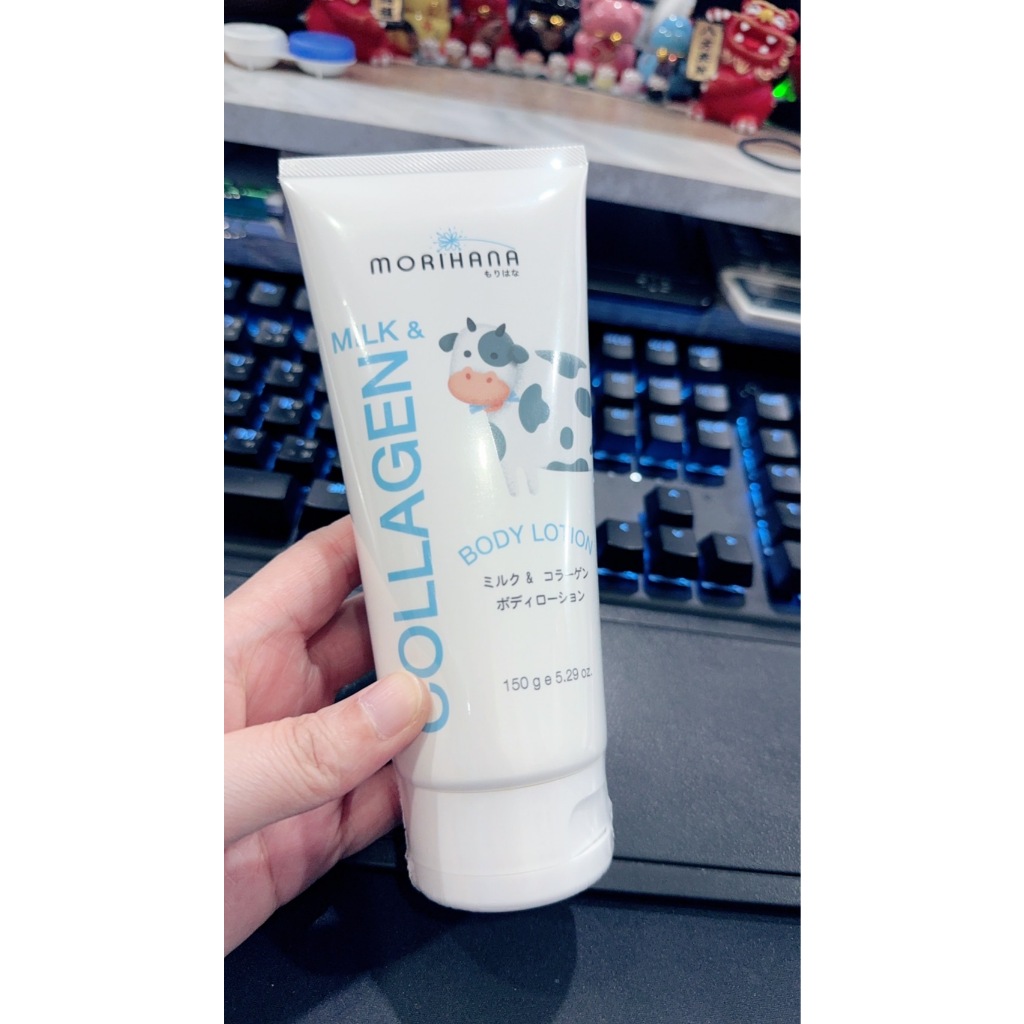 MORIHANA
もりはな
MILK &
COLLAGEN
BODY LOTION
ミルク & コラーゲン
ボディローション
150 g e 5.29 oz.